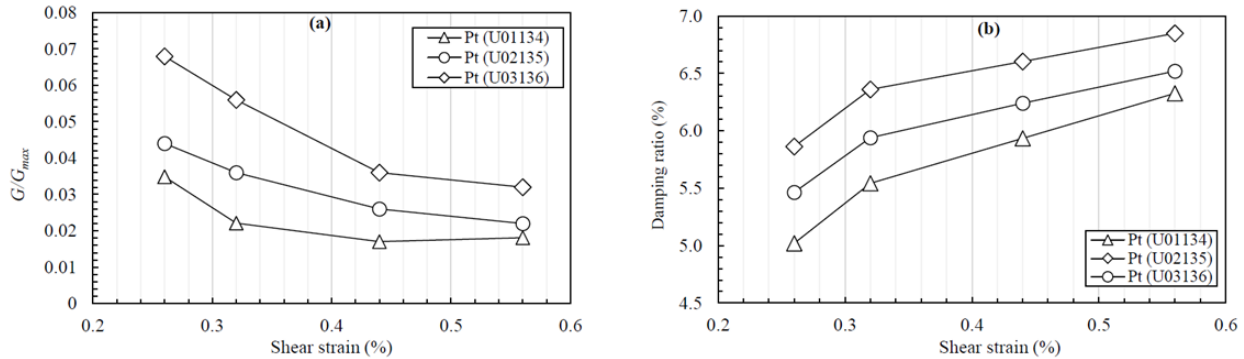 (a)
Pt (U01134)
Pt (U02135)
Pt (U03136)
0.08
0.07
0.06
0.05
0.04
0.03
0.02
0.01
0
G/Gmax
0.2 0.3 0.4 0.5 0.6
Shear strain (%)
(b)
7.0
6.5
6.0
5.5
5.0
4.5
Damping ratio (%)
Pt (U01134)
Pt (U02135)
Pt (U03136)
0.2 0.3 0.4 0.5 0.6
Shear strain (%)